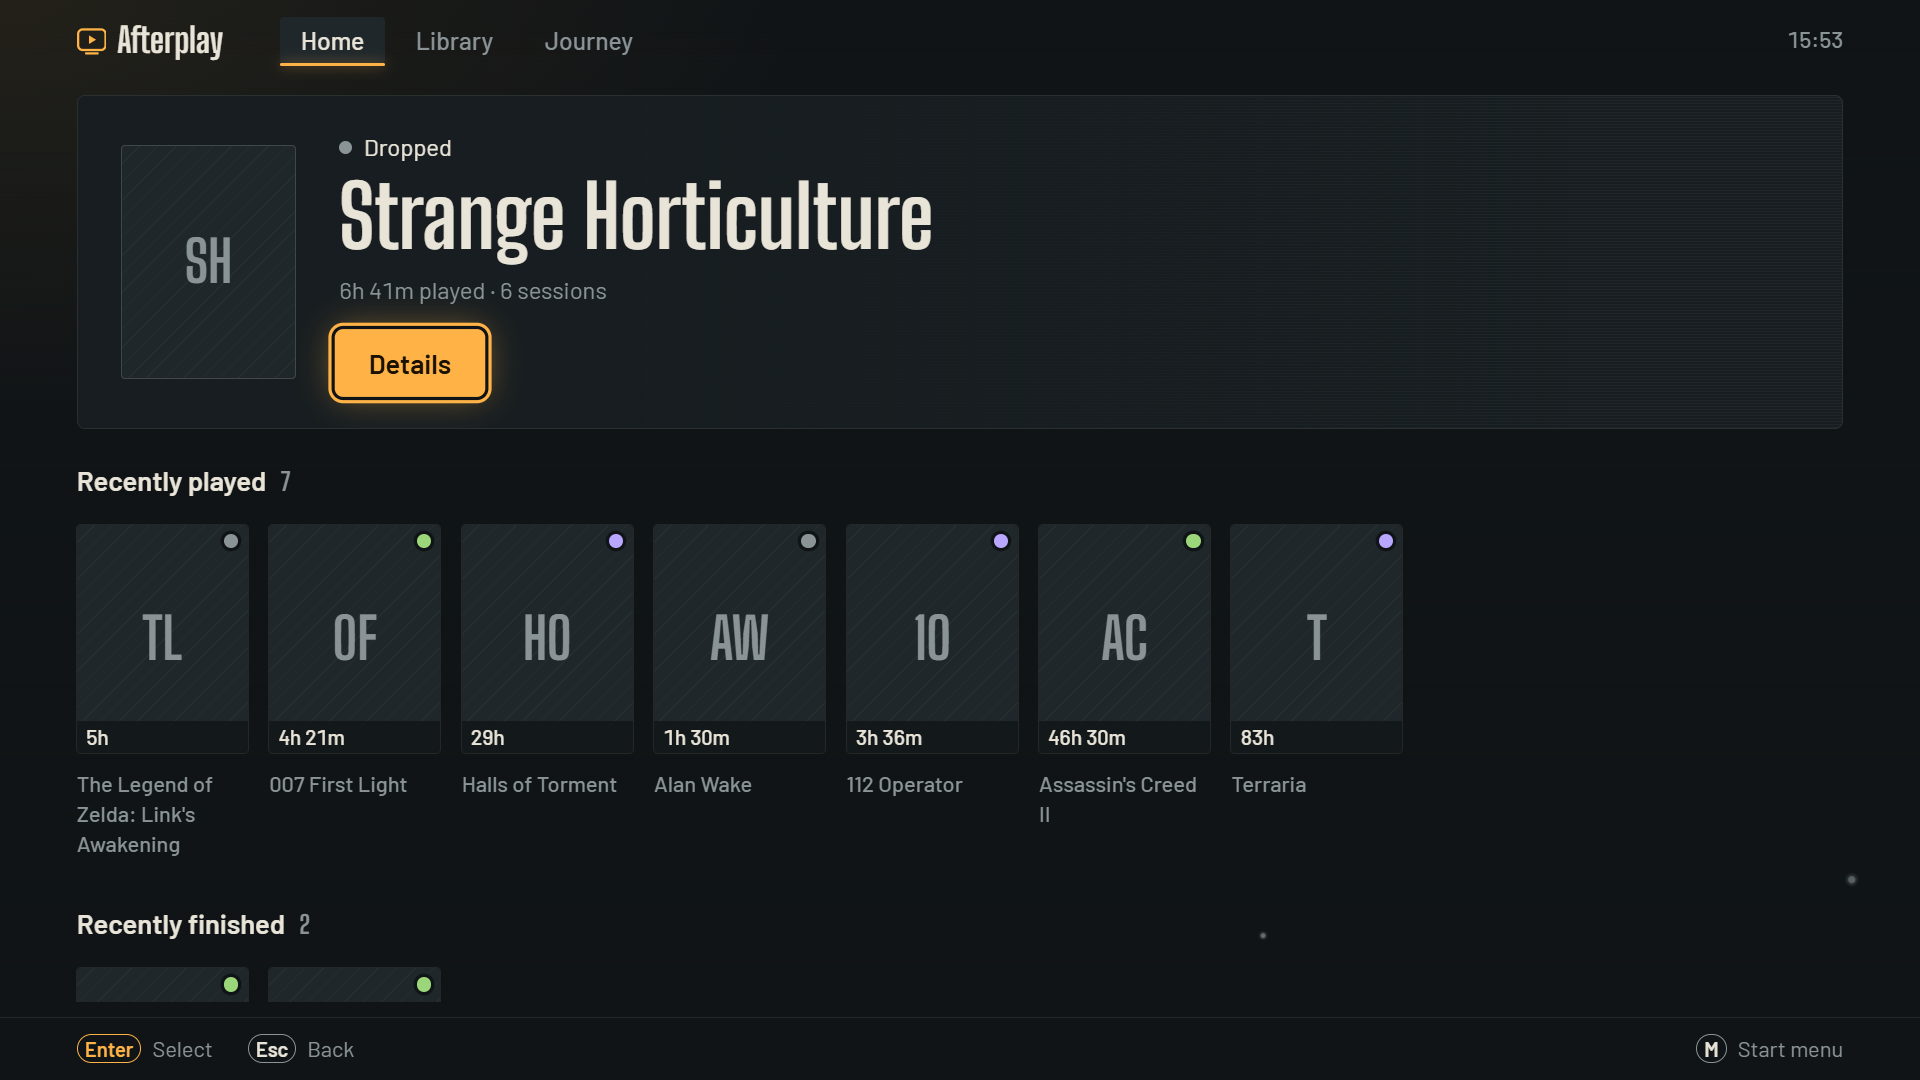 Afterplay
Home
Library
Journey
15:53
Dropped
SH
Strange Horticulture
6h 41m played · 6 sessions
Details
Recently played 7
TL
OF
HO
AW
10
AC
T
5h
4h 21m
29h
1h 30m
3h 36m
46h 30m
83h
The Legend of
Zelda: Link's
Awakening
007 First Light
Halls of Torment
Alan Wake
112 Operator
Assassin's Creed
II
Terraria
Recently finished 2
Enter Select
Esc Back
M Start menu